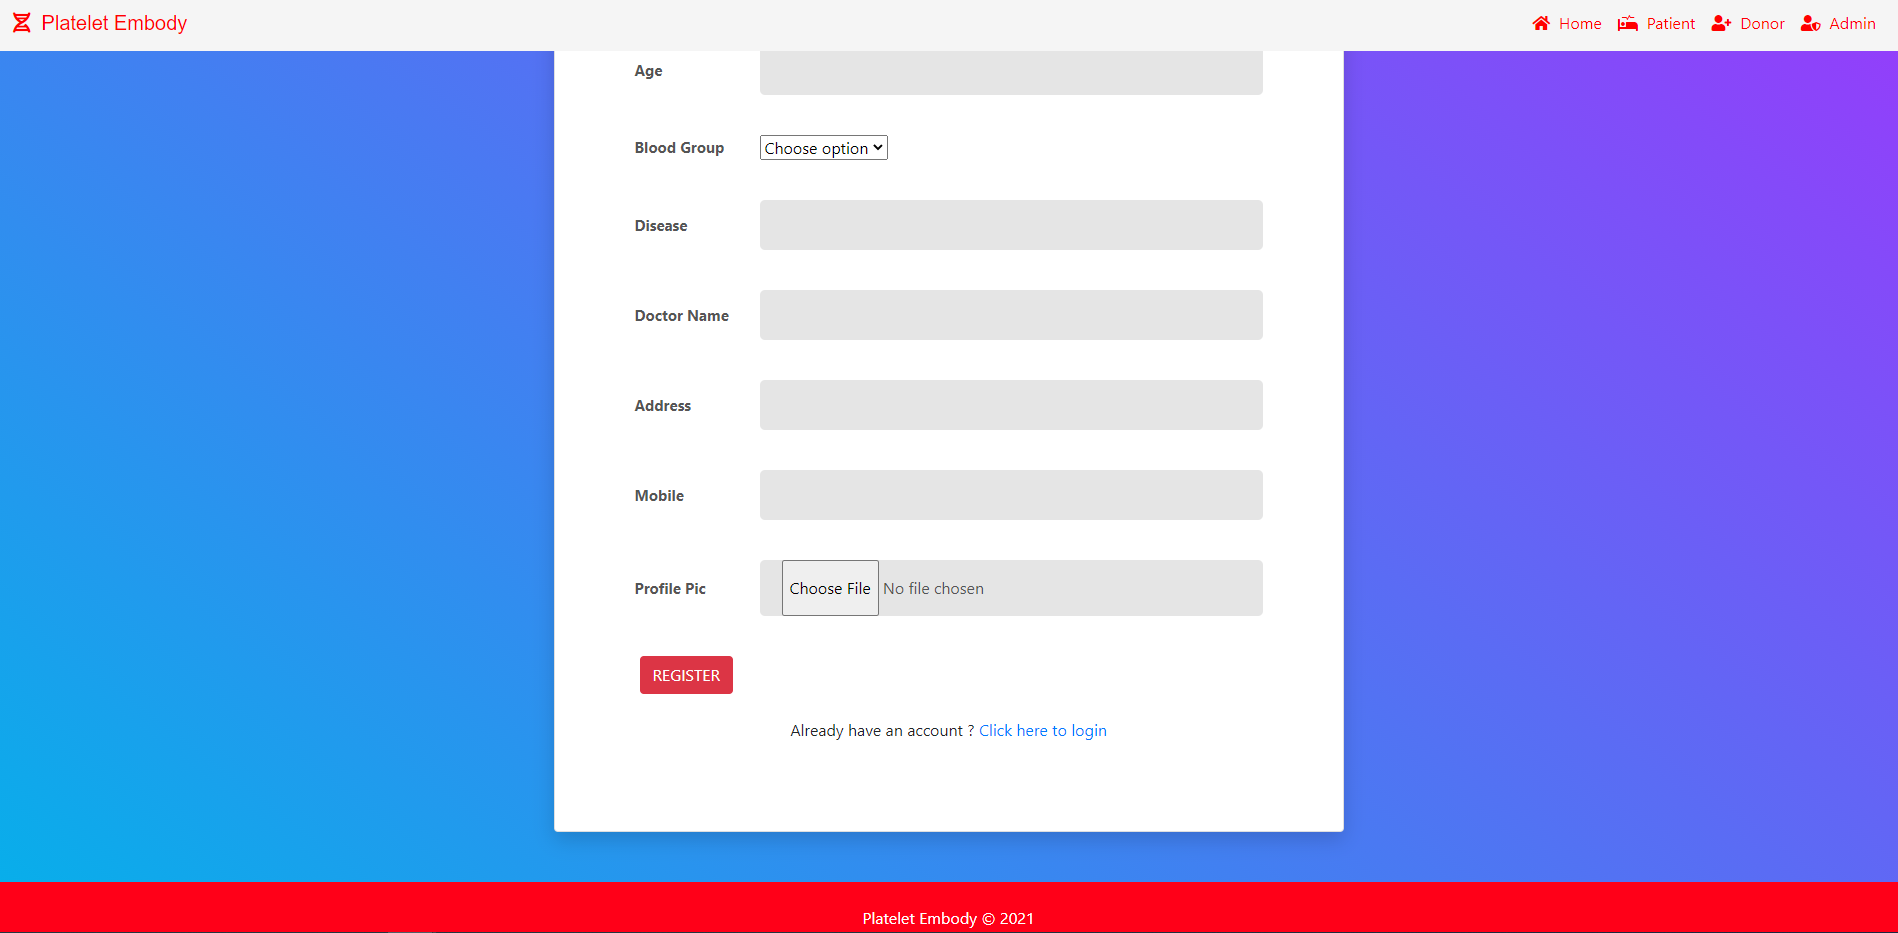 Platelet Embody
Home Patient Donor Admin
Age
Blood Group Choose option
Disease
Doctor Name
Address
Mobile
Profile Pic Choose File No file chosen
REGISTER
Already have an account ? Click here to login
Platelet Embody © 2021